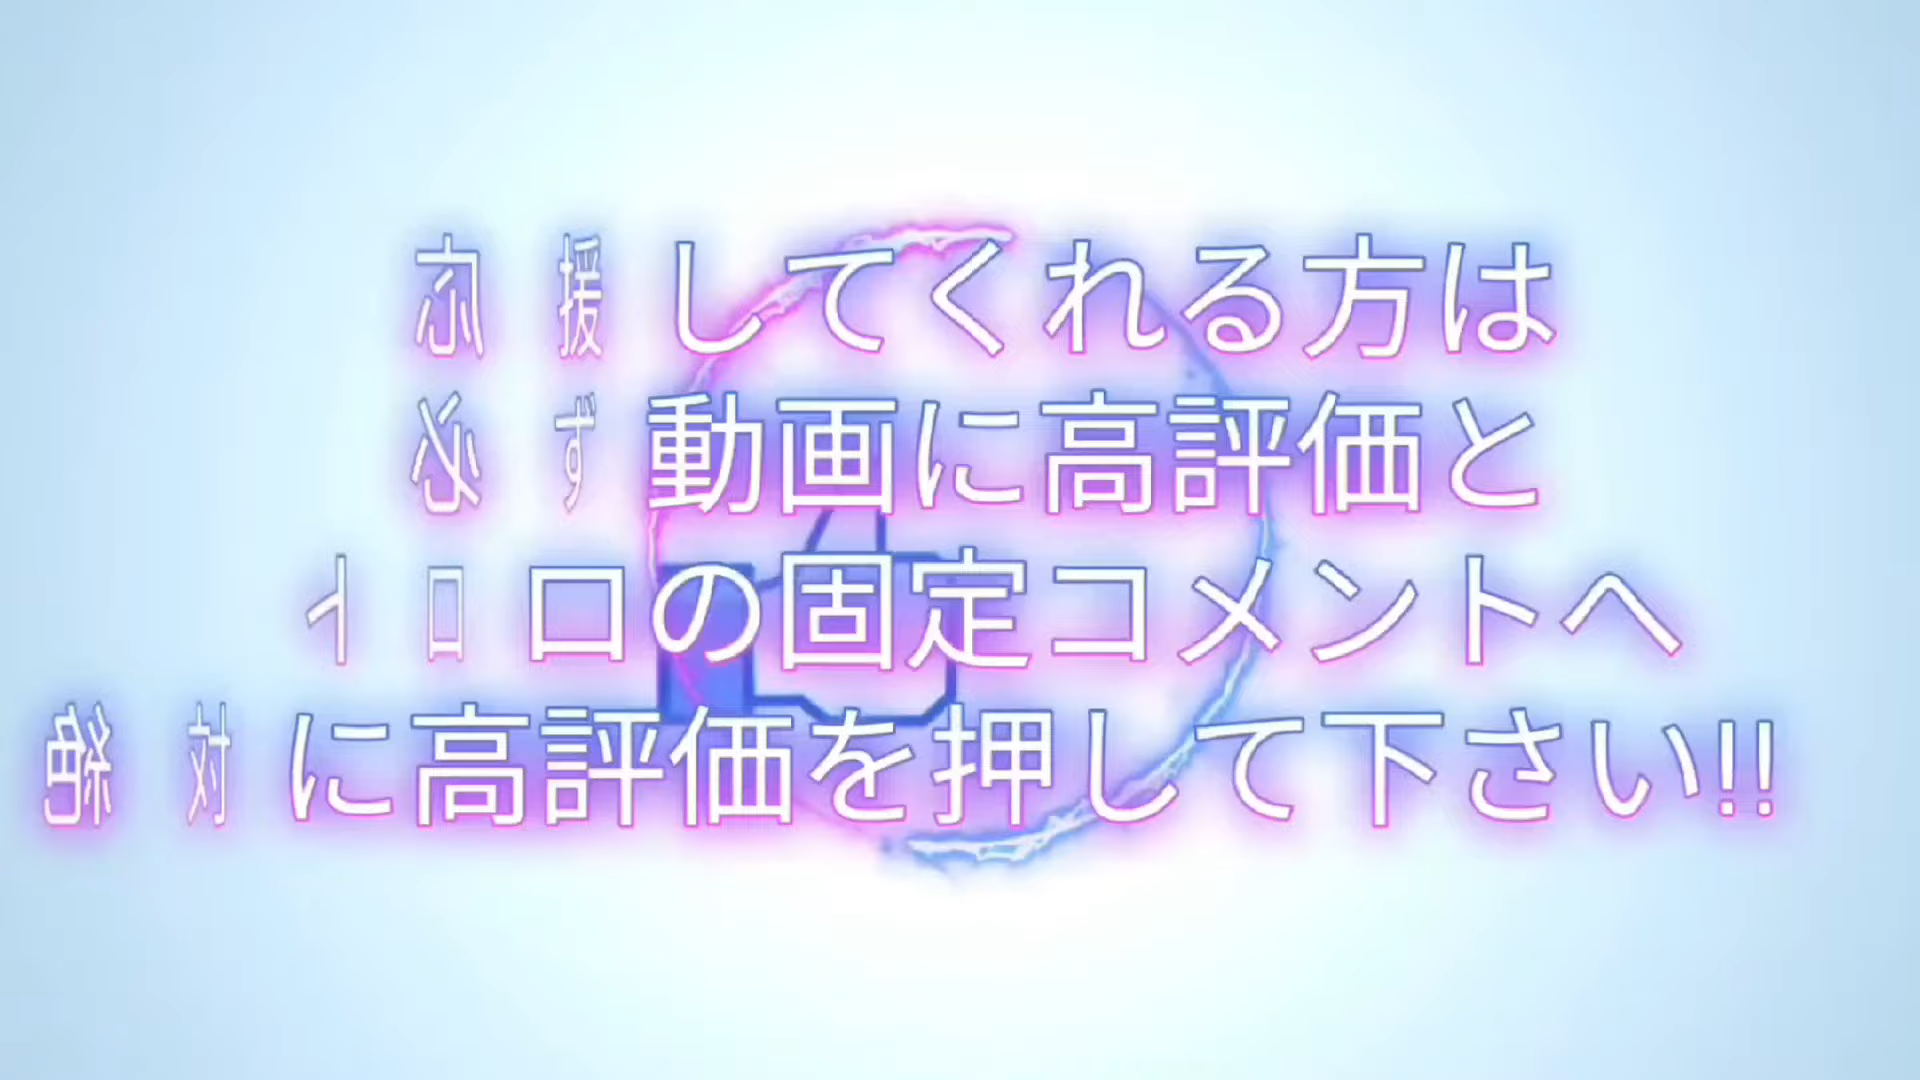 応援してくれる方は
必ず動画に高評価と
イロロの固定コメントへ
絶対に高評価を押して下さい!!